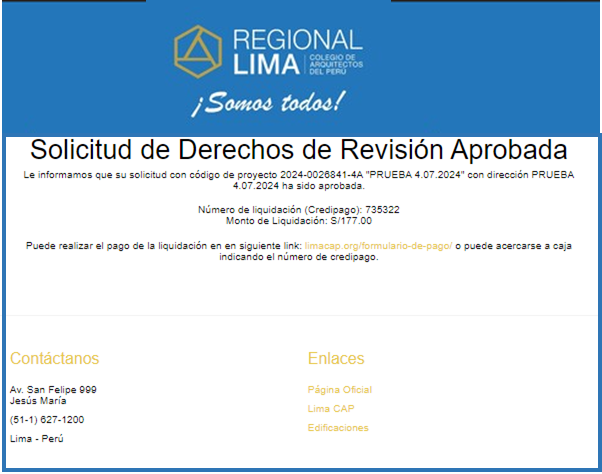 REGIONAL
LIMA
COLEGIO DE
ARQUITECTOS
DEL PERÚ
¡Somos todos!
Solicitud de Derechos de Revisión Aprobada
Le informamos que su solicitud con código de proyecto 2024-0026841-4A "PRUEBA 4.07.2024" con dirección PRUEBA
4.07.2024 ha sido aprobada.
Número de liquidación (Credipago): 735322
Monto de Liquidación: S/177.00
Puede realizar el pago de la liquidación en en siguiente link: limacap.org/formulario-de-pago/ o puede acercarse a caja
indicando el número de credipago.
Contáctanos
Av. San Felipe 999
Jesús María
(51-1) 627-1200
Lima - Perú
Enlaces
Página Oficial
Lima CAP
Edificaciones